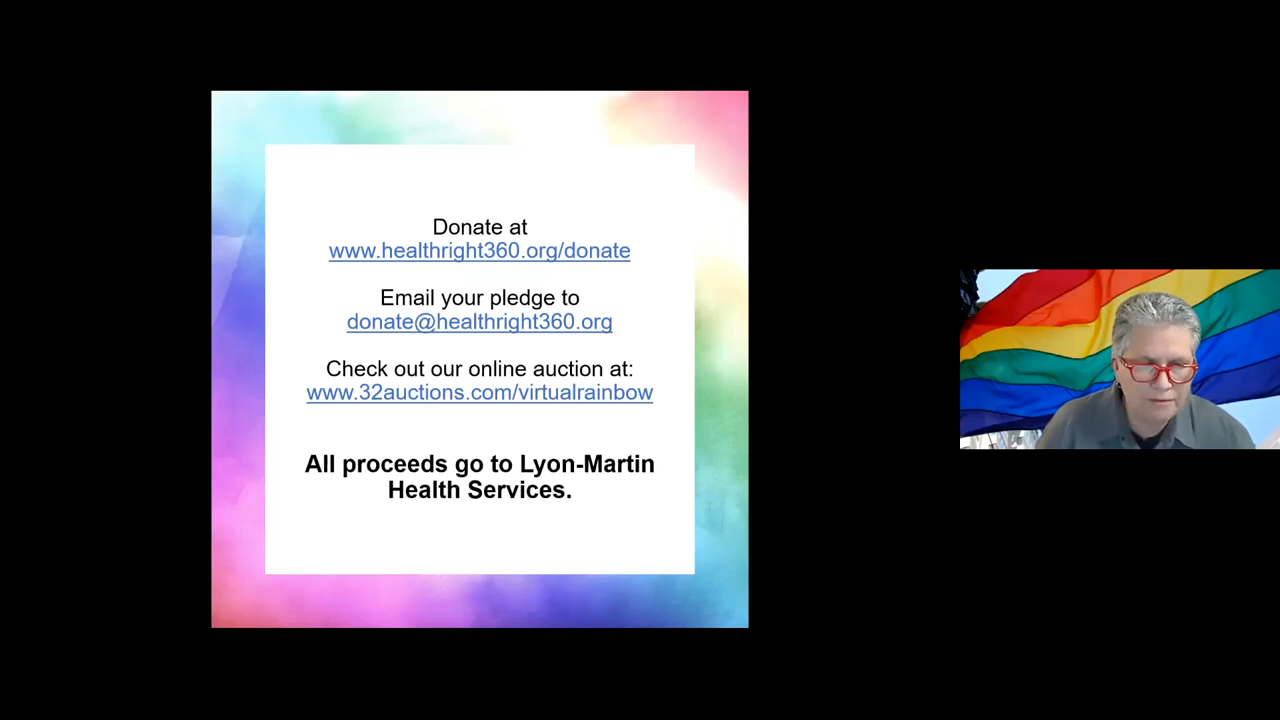 Donate at
www.healthright360.org/donate
Email your pledge to
donate@healthright360.org
Check out our online auction at:
www.32auctions.com/virtualrainbow
All proceeds go to Lyon-Martin
Health Services.